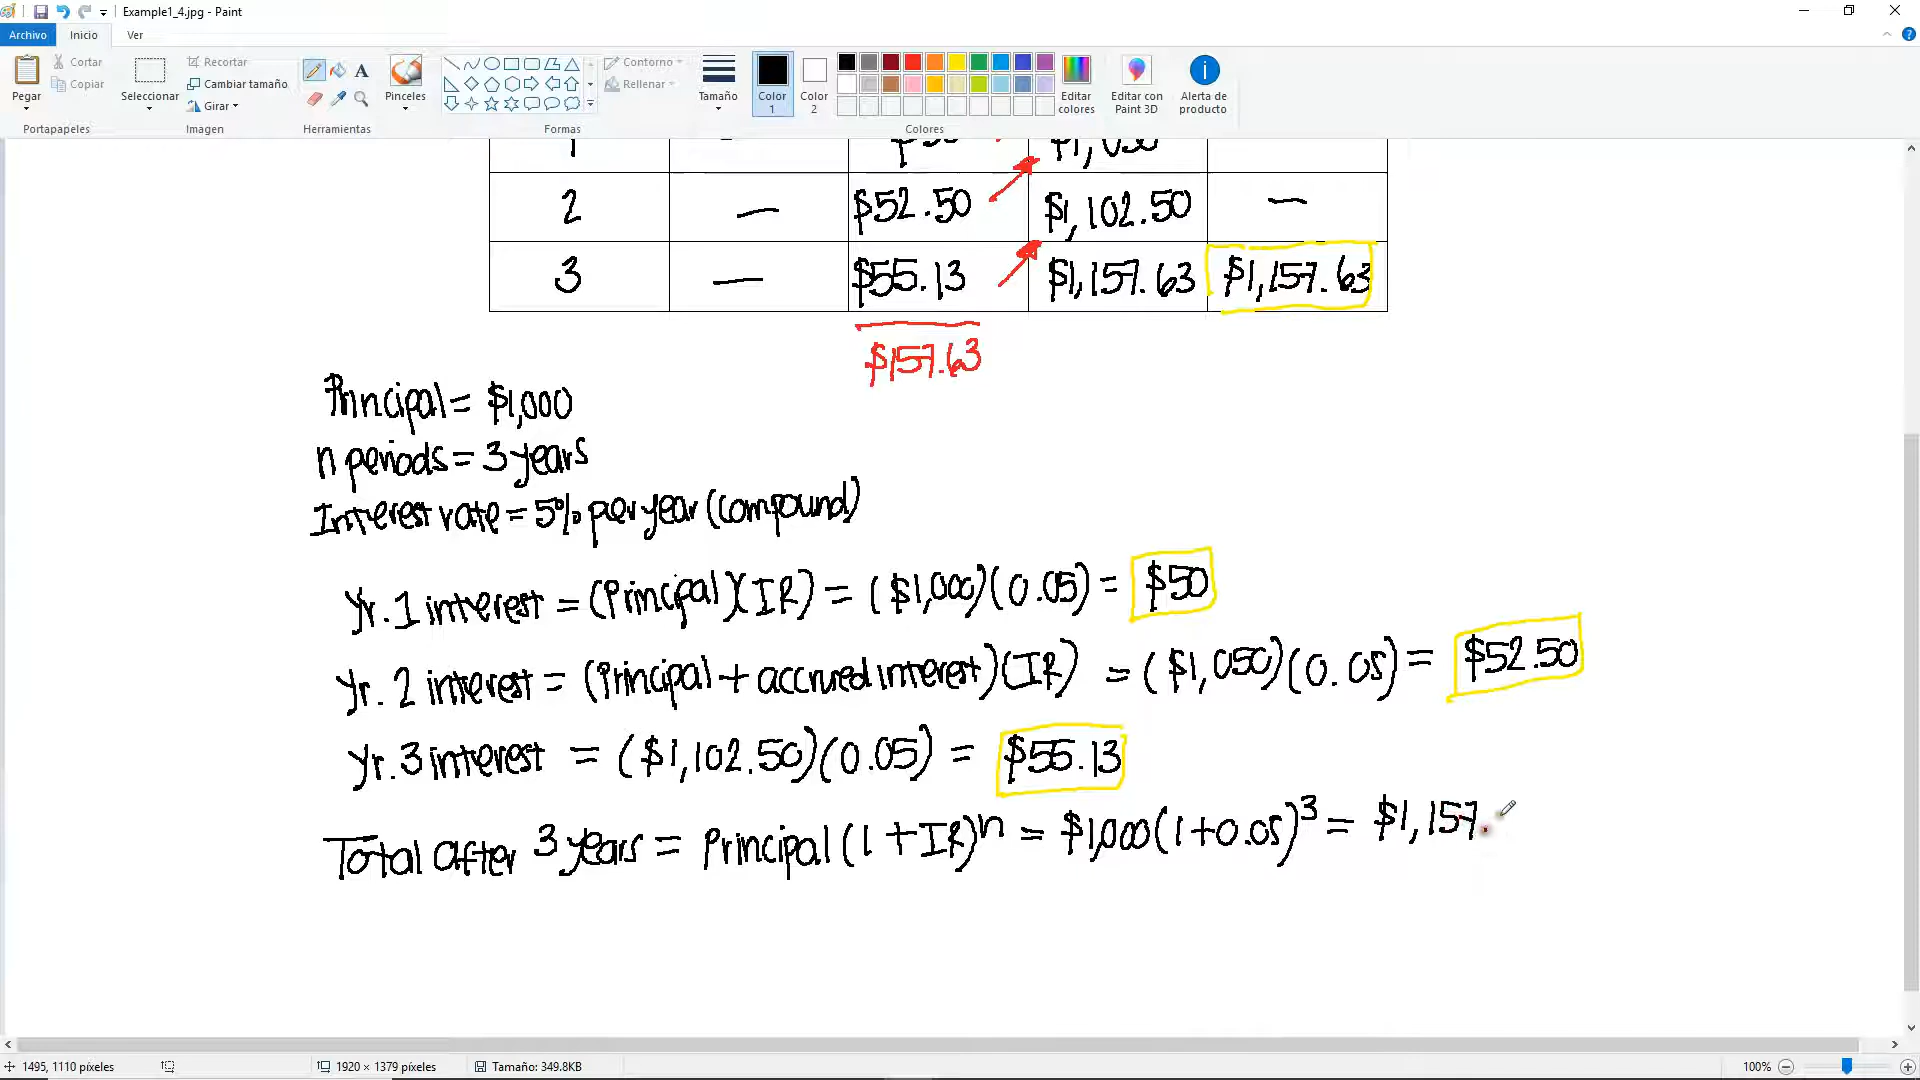 Example1_4.jpg - Paint
Archivo Inicio Ver
Pegar Cortar Copiar Portapapeles
Seleccionar Recortar Cambiar tamaño Girar Imagen
Herramientas
Pinceles
Contorno Rellenar Formas
Tamaño
Color 1 Color 2 Editar colores Colores
Editar con Paint 3D
Alerta de producto
1 $1,050
2 — $52.50 $1,102.50 —
3 — $55.13 $1,157.63 $1,157.63
$157.63
Principal = $1,000
n periods = 3 years
Interest rate = 5% per year (compound)
Yr. 1 interest = (Principal)(IR) = ($1,000)(0.05) = $50
Yr. 2 interest = (Principal + accrued interest)(IR) = ($1,050)(0.05) = $52.50
Yr. 3 interest = ($1,102.50)(0.05) = $55.13
Total after 3 years = Principal (1 + IR)^n = $1,000 (1+0.05)^3 = $1,157.
1495, 1110 píxeles 1920 × 1379 píxeles Tamaño: 349.8KB 100%